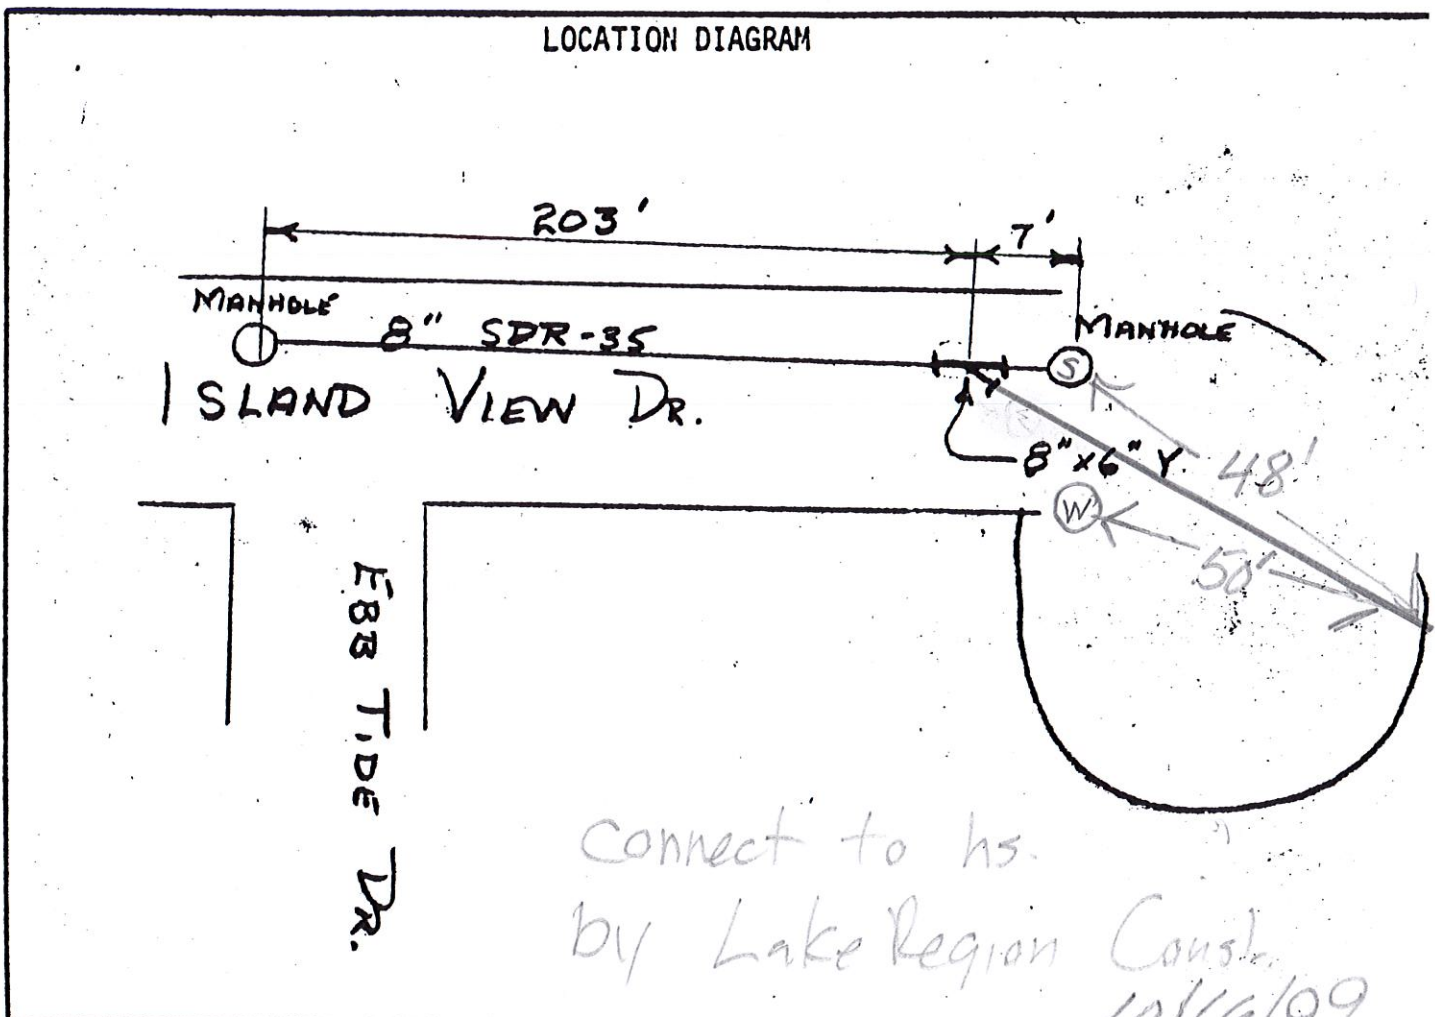 LOCATION DIAGRAM
203'
7'
MANHOLE
8" SDR-35
MANHOLE
S
ISLAND VIEW DR.
Y
8"x6" Y.
48'
W
50'
EBB TIDE DR.
Connect to hs.
by Lake Region Const.